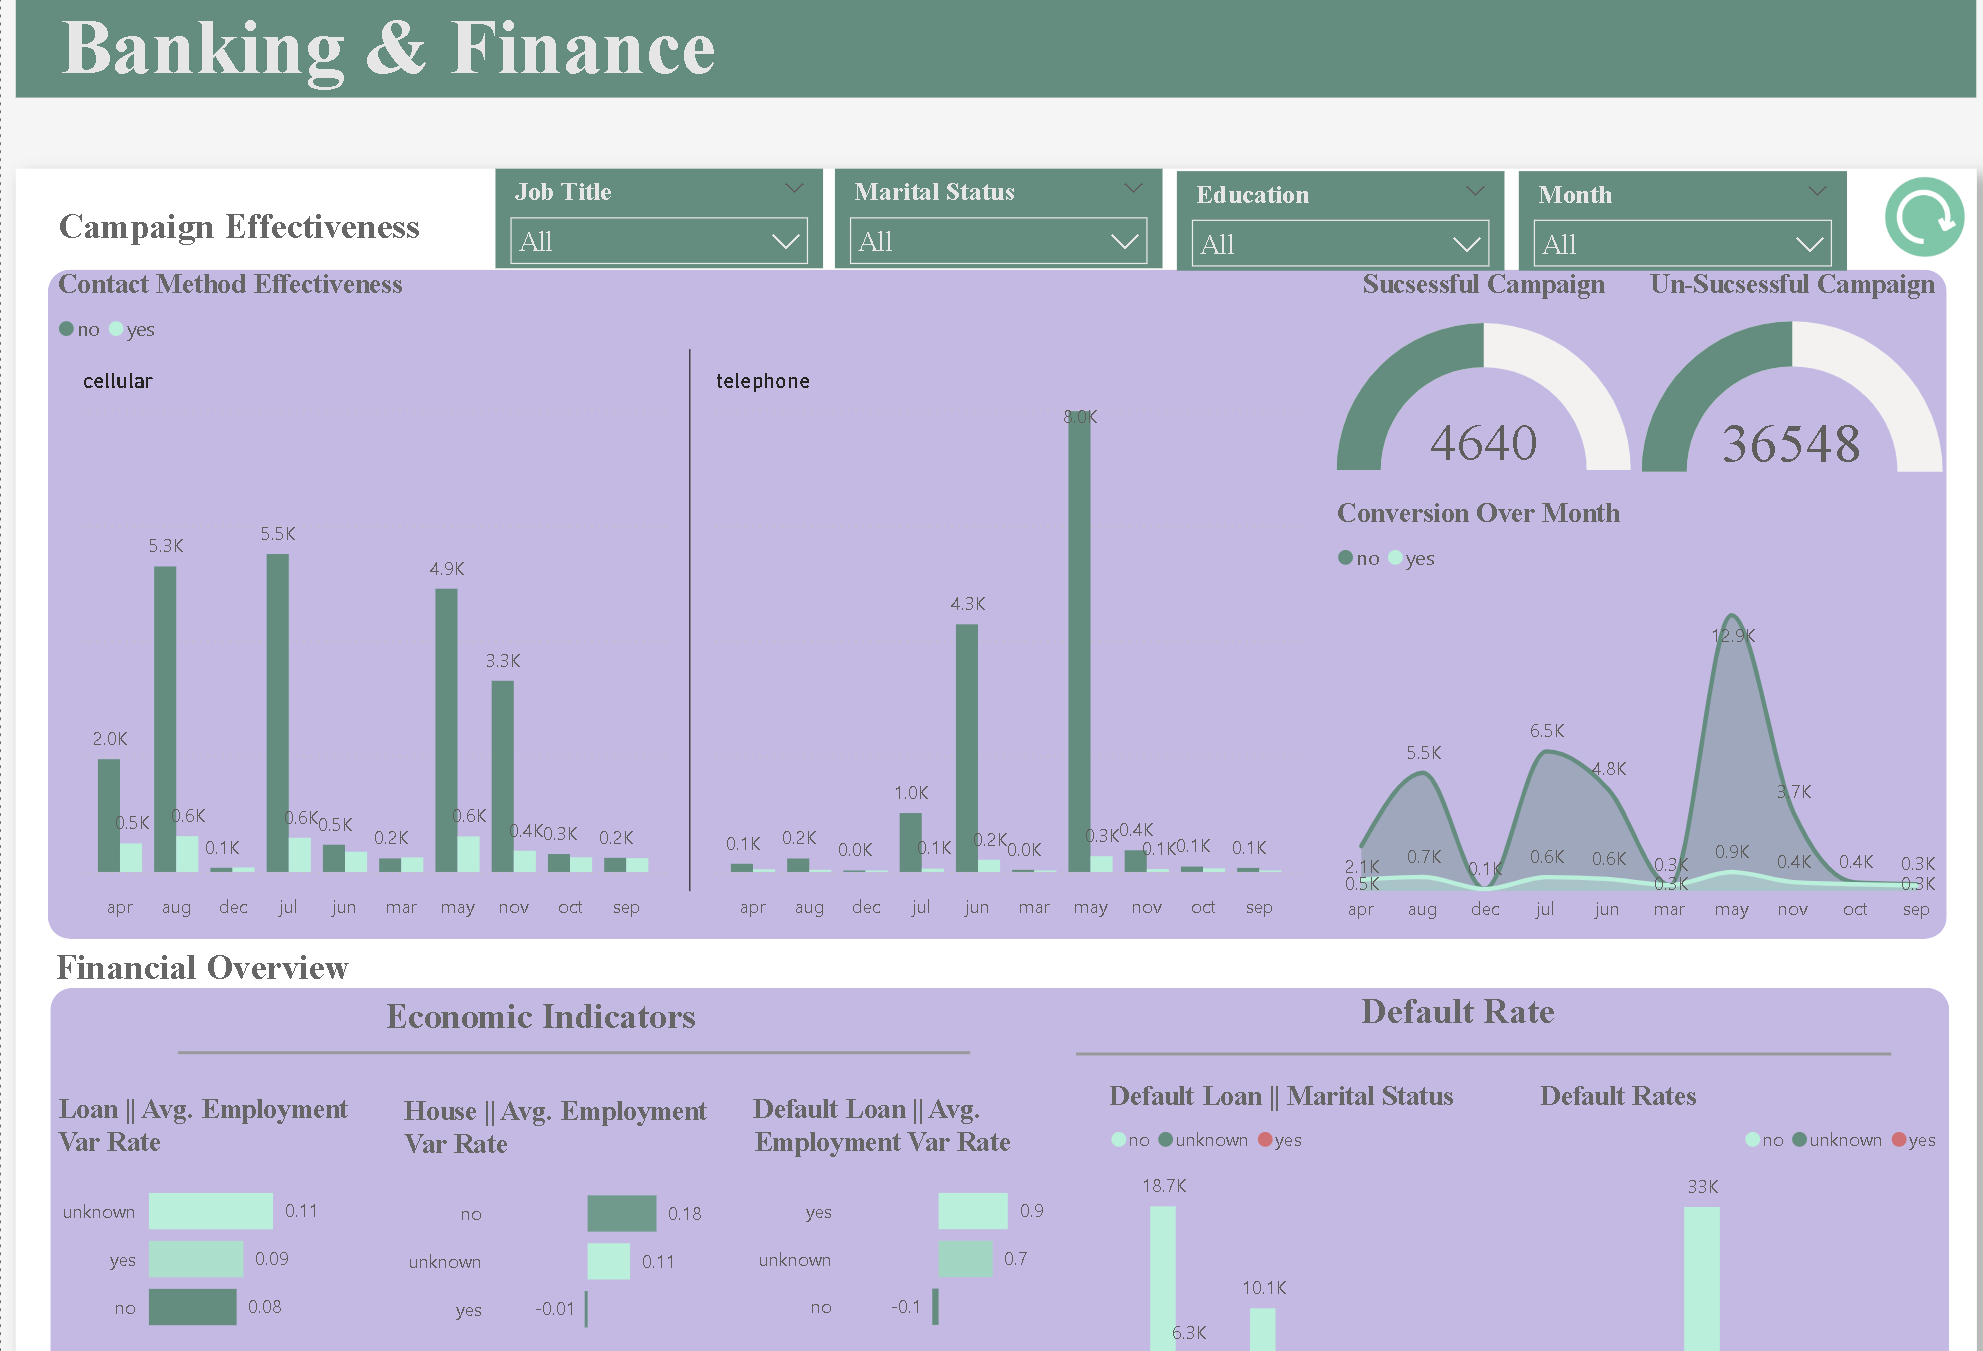 Banking & Finance
Job Title
Marital Status
Education
Month
Campaign Effectiveness
All
All
All
All
Contact Method Effectiveness
Sucsessful Campaign
Un-Sucsessful Campaign
no yes
cellular
telephone
8.0K
5.3K
5.5K
4.9K
3.3K
2.0K
0.5K
0.6K
0.1K
0.6K
0.5K
0.2K
0.6K
0.4K
0.3K
0.2K
apr aug dec jul jun mar may nov oct sep
4.3K
1.0K
0.1K
0.2K
0.0K
0.1K
0.2K
0.0K
0.3K
0.4K
0.1K
0.1K
0.1K
apr aug dec jul jun mar may nov oct sep
4640
36548
Conversion Over Month
no yes
12.9K
6.5K
5.5K
4.8K
3.7K
2.1K
0.5K
0.7K
0.1K
0.6K
0.6K
0.3K
0.3K
0.9K
0.4K
0.4K
0.3K
0.3K
apr aug dec jul jun mar may nov oct sep
Financial Overview
Economic Indicators
Default Rate
Loan || Avg. Employment
Var Rate
unknown 0.11
yes 0.09
no 0.08
House || Avg. Employment
Var Rate
no 0.18
unknown 0.11
yes -0.01
Default Loan || Avg.
Employment Var Rate
yes 0.9
unknown 0.7
no -0.1
Default Loan || Marital Status
no unknown yes
18.7K
10.1K
6.3K
Default Rates
no unknown yes
33K